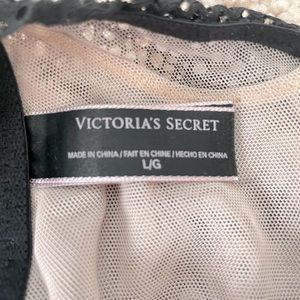 VICTORIA'S SECRET
MADE IN CHINA / FAIT EN CHINE / HECHO EN CHINA
L/G